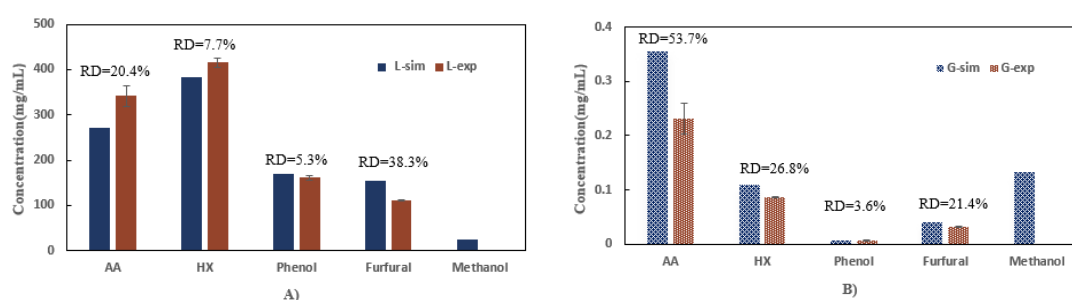 500
400
300
200
100
0
Concentration(mg/mL)
RD=20.4%
RD=7.7%
RD=5.3%
RD=38.3%
L-sim
L-exp
AA HX Phenol Furfural Methanol
A)
0.4
0.3
0.2
0.1
0
Concentration(mg/mL)
RD=53.7%
RD=26.8%
RD=3.6%
RD=21.4%
G-sim
G-exp
AA HX Phenol Furfural Methanol
B)